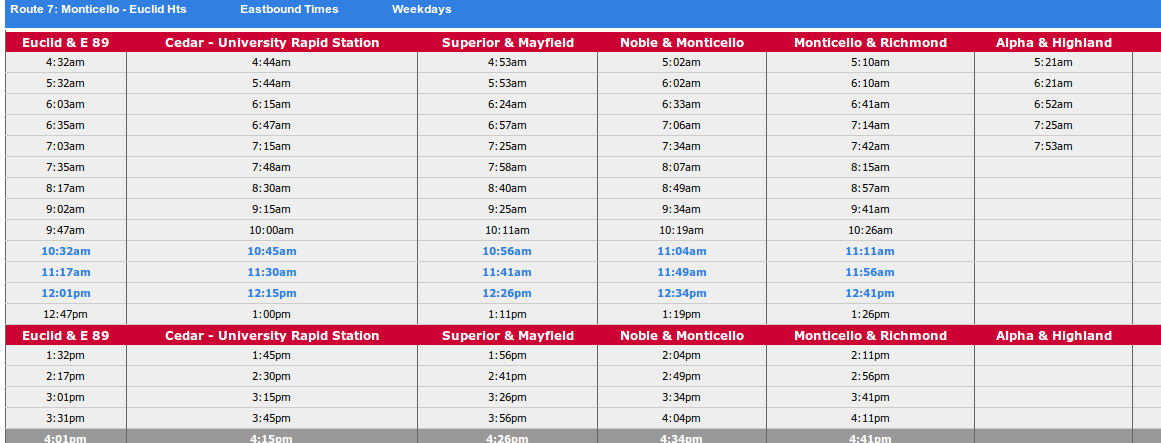 Route 7: Monticello - Euclid Hts Eastbound Times Weekdays
Euclid & E 89 Cedar – University Rapid Station Superior & Mayfield Noble & Monticello Monticello & Richmond Alpha & Highland
4:32am 4:44am 4:53am 5:02am 5:10am 5:21am
5:32am 5:44am 5:53am 6:02am 6:10am 6:21am
6:03am 6:15am 6:24am 6:33am 6:41am 6:52am
6:35am 6:47am 6:57am 7:06am 7:14am 7:25am
7:03am 7:15am 7:25am 7:34am 7:42am 7:53am
7:35am 7:48am 7:58am 8:07am 8:15am
8:17am 8:30am 8:40am 8:49am 8:57am
9:02am 9:15am 9:25am 9:34am 9:41am
9:47am 10:00am 10:11am 10:19am 10:26am
10:32am 10:45am 10:56am 11:04am 11:11am
11:17am 11:30am 11:41am 11:49am 11:56am
12:01pm 12:15pm 12:26pm 12:34pm 12:41pm
12:47pm 1:00pm 1:11pm 1:19pm 1:26pm
Euclid & E 89 Cedar – University Rapid Station Superior & Mayfield Noble & Monticello Monticello & Richmond Alpha & Highland
1:32pm 1:45pm 1:56pm 2:04pm 2:11pm
2:17pm 2:30pm 2:41pm 2:49pm 2:56pm
3:01pm 3:15pm 3:26pm 3:34pm 3:41pm
3:31pm 3:45pm 3:56pm 4:04pm 4:11pm
4:01pm 4:15pm 4:26pm 4:34pm 4:41pm